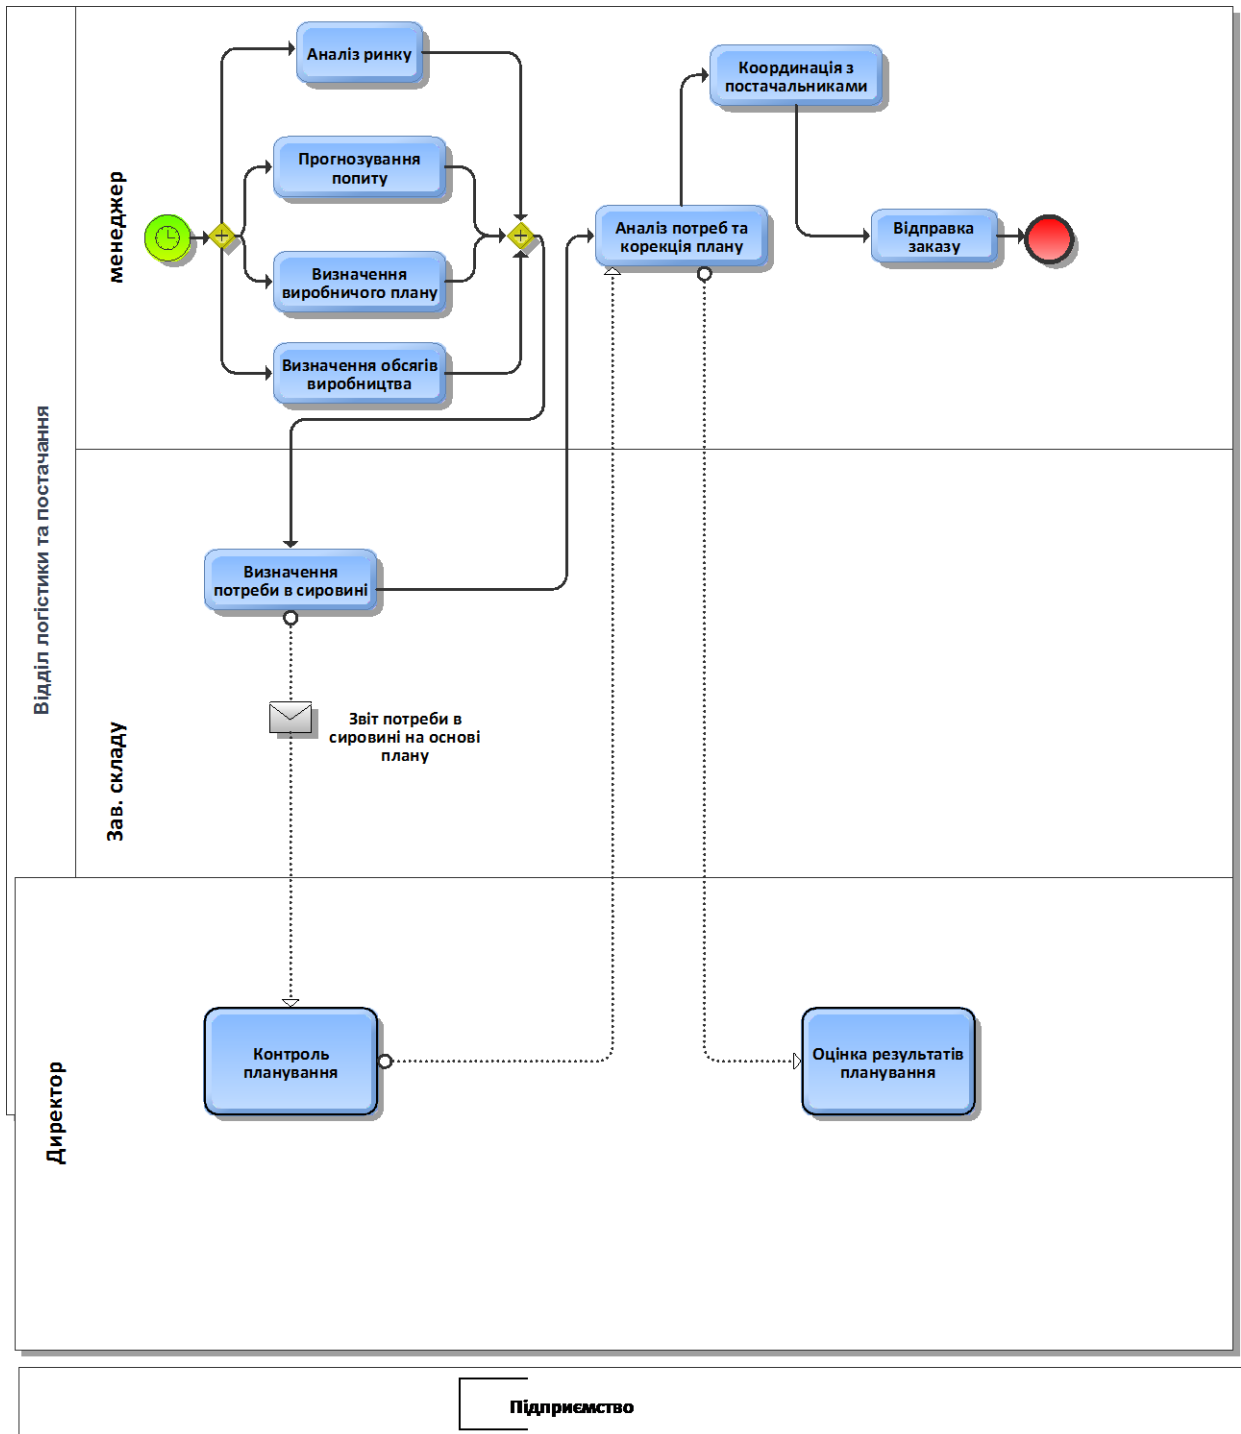 Відділ логістики та постачання
менеджер
Аналіз ринку
Прогнозування
попиту
Визначення
виробничого плану
Визначення обсягів
виробництва
Аналіз потреб та
корекція плану
Координація з
постачальниками
Відправка
заказу
Зав. складу
Визначення
потреби в сировині
Звіт потреби в
сировині на основі
плану
Директор
Контроль
планування
Оцінка результатів
планування
Підприємство